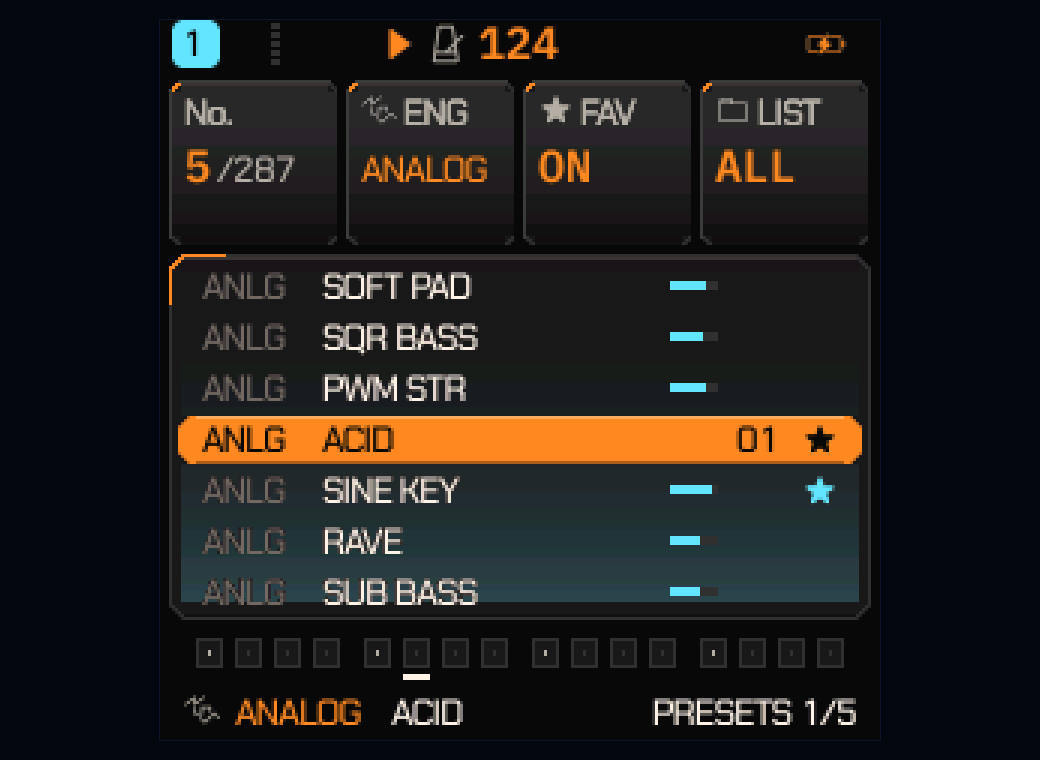 1 124
No. ENG FAV LIST
5/287 ANALOG ON ALL
ANLG SOFT PAD
ANLG SQR BASS
ANLG PWM STR
ANLG ACID 01
ANLG SINE KEY
ANLG RAVE
ANLG SUB BASS
ANALOG ACID PRESETS 1/5